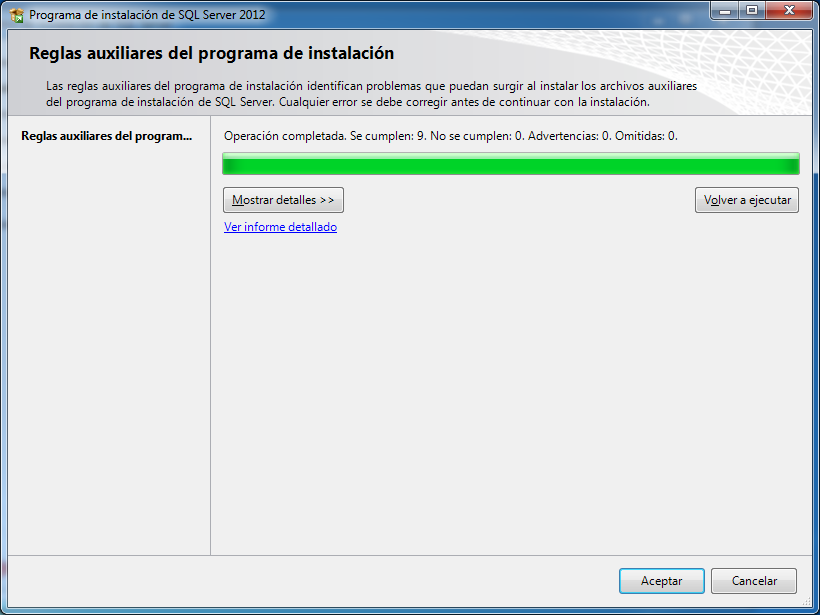 Programa de instalación de SQL Server 2012
Reglas auxiliares del programa de instalación
Las reglas auxiliares del programa de instalación identifican problemas que puedan surgir al instalar los archivos auxiliares
del programa de instalación de SQL Server. Cualquier error se debe corregir antes de continuar con la instalación.
Reglas auxiliares del program...
Operación completada. Se cumplen: 9. No se cumplen: 0. Advertencias: 0. Omitidas: 0.
Mostrar detalles >>
Volver a ejecutar
Ver informe detallado
Aceptar
Cancelar